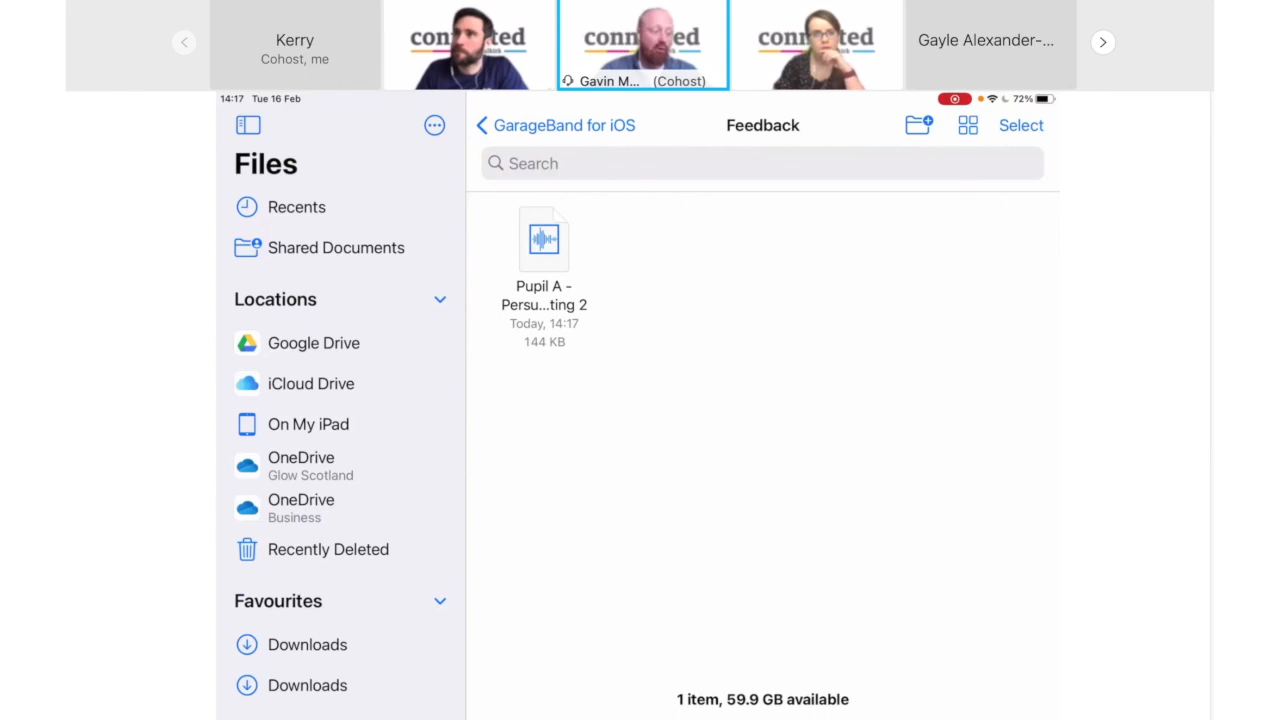 Kerry
Cohost, me
connected
Gavin M... (Cohost)
Gayle Alexander-...
14:17 Tue 16 Feb
72%
Files
Recents
Shared Documents
Locations
Google Drive
iCloud Drive
On My iPad
OneDrive
Glow Scotland
OneDrive
Business
Recently Deleted
Favourites
Downloads
Downloads
GarageBand for iOS
Feedback
Select
Search
Pupil A -
Persu...ting 2
Today, 14:17
144 KB
1 item, 59.9 GB available